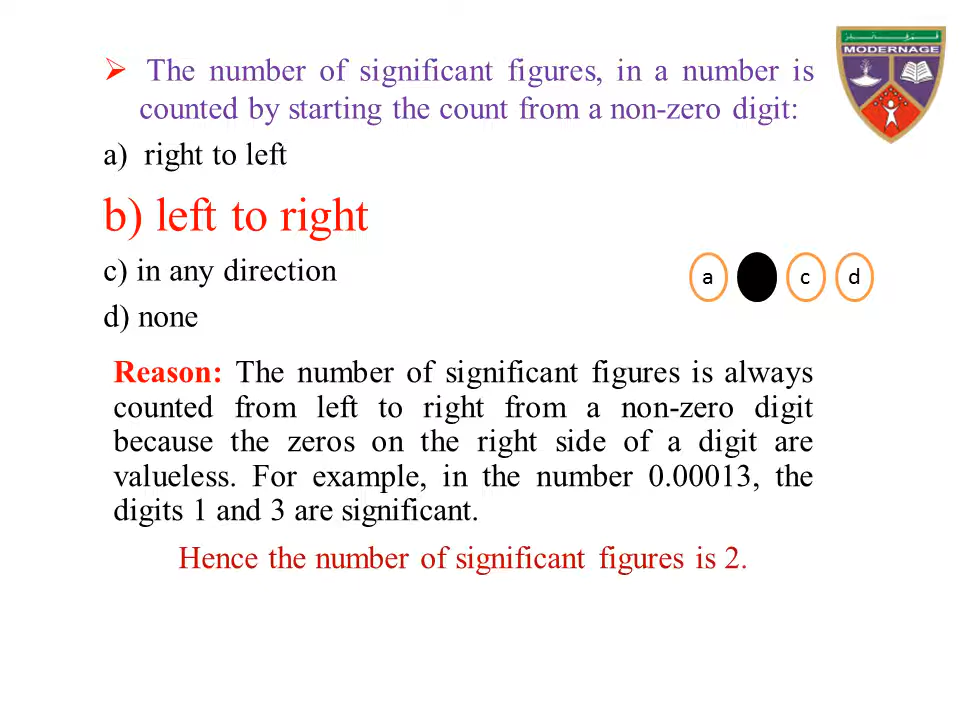 ➢ The number of significant figures, in a number is
counted by starting the count from a non-zero digit:
a) right to left
b) left to right
c) in any direction
d) none
a c d
Reason: The number of significant figures is always
counted from left to right from a non-zero digit
because the zeros on the right side of a digit are
valueless. For example, in the number 0.00013, the
digits 1 and 3 are significant.
Hence the number of significant figures is 2.
MODERNAGE